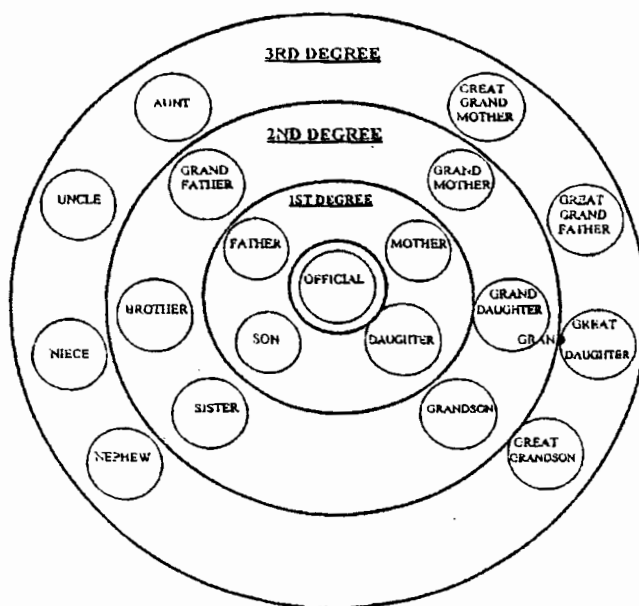 3RD DEGREE
AUNT
GREAT
GRAND
MOTHER
2ND DEGREE
GRAND
FATHER
GRAND
MOTHER
UNCLE
GREAT
GRAND
FATHER
1ST DEGREE
FATHER
MOTHER
OFFICIAL
BROTHER
GRAND
DAUGHTER
SON
DAUGHTER
NIECE
GREAT
GRAND
DAUGHTER
SISTER
GRANDSON
NEPHEW
GREAT
GRANDSON